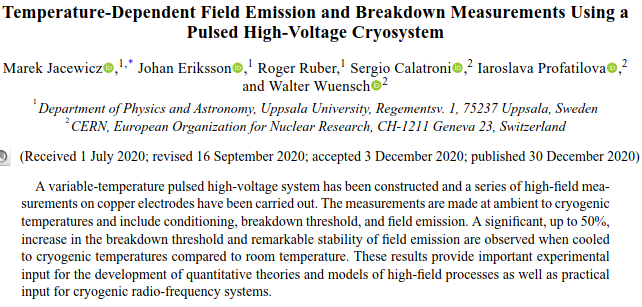 Temperature-Dependent Field Emission and Breakdown Measurements Using a
Pulsed High-Voltage Cryosystem
Marek Jacewicz,1,* Johan Eriksson,1 Roger Ruber,1 Sergio Calatroni,2 Iaroslava Profatilova,2
and Walter Wuensch2
1Department of Physics and Astronomy, Uppsala University, Regementsv. 1, 75237 Uppsala, Sweden
2CERN, European Organization for Nuclear Research, CH-1211 Geneva 23, Switzerland
(Received 1 July 2020; revised 16 September 2020; accepted 3 December 2020; published 30 December 2020)
A variable-temperature pulsed high-voltage system has been constructed and a series of high-field mea-
surements on copper electrodes have been carried out. The measurements are made at ambient to cryogenic
temperatures and include conditioning, breakdown threshold, and field emission. A significant, up to 50%,
increase in the breakdown threshold and remarkable stability of field emission are observed when cooled
to cryogenic temperatures compared to room temperature. These results provide important experimental
input for the development of quantitative theories and models of high-field processes as well as practical
input for cryogenic radio-frequency systems.